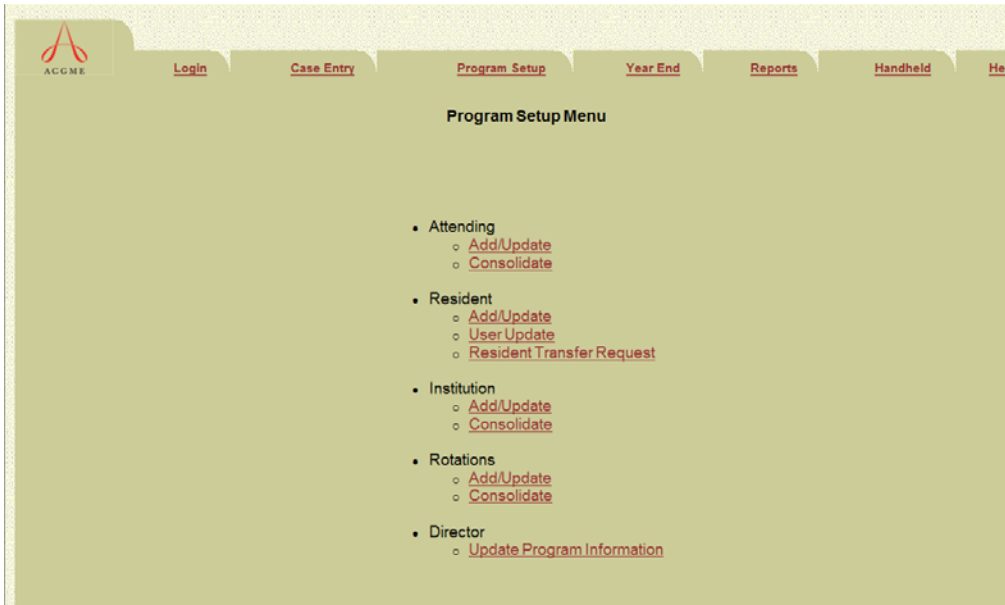 ACGME
Login Case Entry Program Setup Year End Reports Handheld He
Program Setup Menu
Attending
Add/Update
Consolidate
Resident
Add/Update
User Update
Resident Transfer Request
Institution
Add/Update
Consolidate
Rotations
Add/Update
Consolidate
Director
Update Program Information